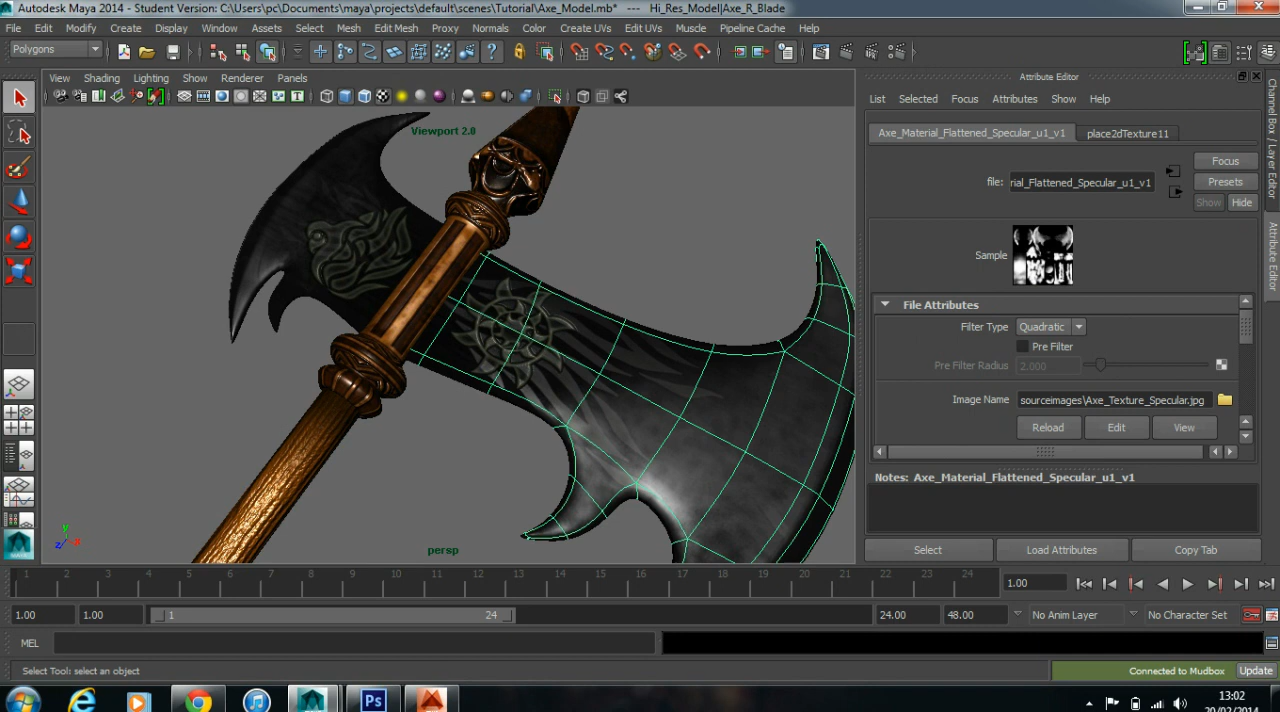 Autodesk Maya 2014 - Student Version: C:\Users\pc\Documents\maya\projects\default\scenes\Tutorial\Axe_Model.mb* --- Hi_Res_Model|Axe_R_Blade
File Edit Modify Create Display Window Assets Select Mesh Edit Mesh Proxy Normals Color Create UVs Edit UVs Muscle Pipeline Cache Help
Polygons
View Shading Lighting Show Renderer Panels
Attribute Editor
List Selected Focus Attributes Show Help
Viewport 2.0
Axe_Material_Flattened_Specular_u1_v1 place2dTexture11
Focus
file: rial_Flattened_Specular_u1_v1 Presets
Show Hide
Sample
File Attributes
Filter Type Quadratic
Pre Filter
Pre Filter Radius 2.000
Image Name sourceimages\Axe_Texture_Specular.jpg
Reload Edit View
Notes: Axe_Material_Flattened_Specular_u1_v1
Select Load Attributes Copy Tab
Channel Box / Layer Editor
Attribute Editor
y
z x
persp
1 2 3 4 5 6 7 8 9 10 11 12 13 14 15 16 17 18 19 20 21 22 23 24 1.00
1.00 1.00 1 24 24.00 48.00 No Anim Layer No Character Set
MEL
Select Tool: select an object Connected to Mudbox Update
Ps
13:02
20/02/2014